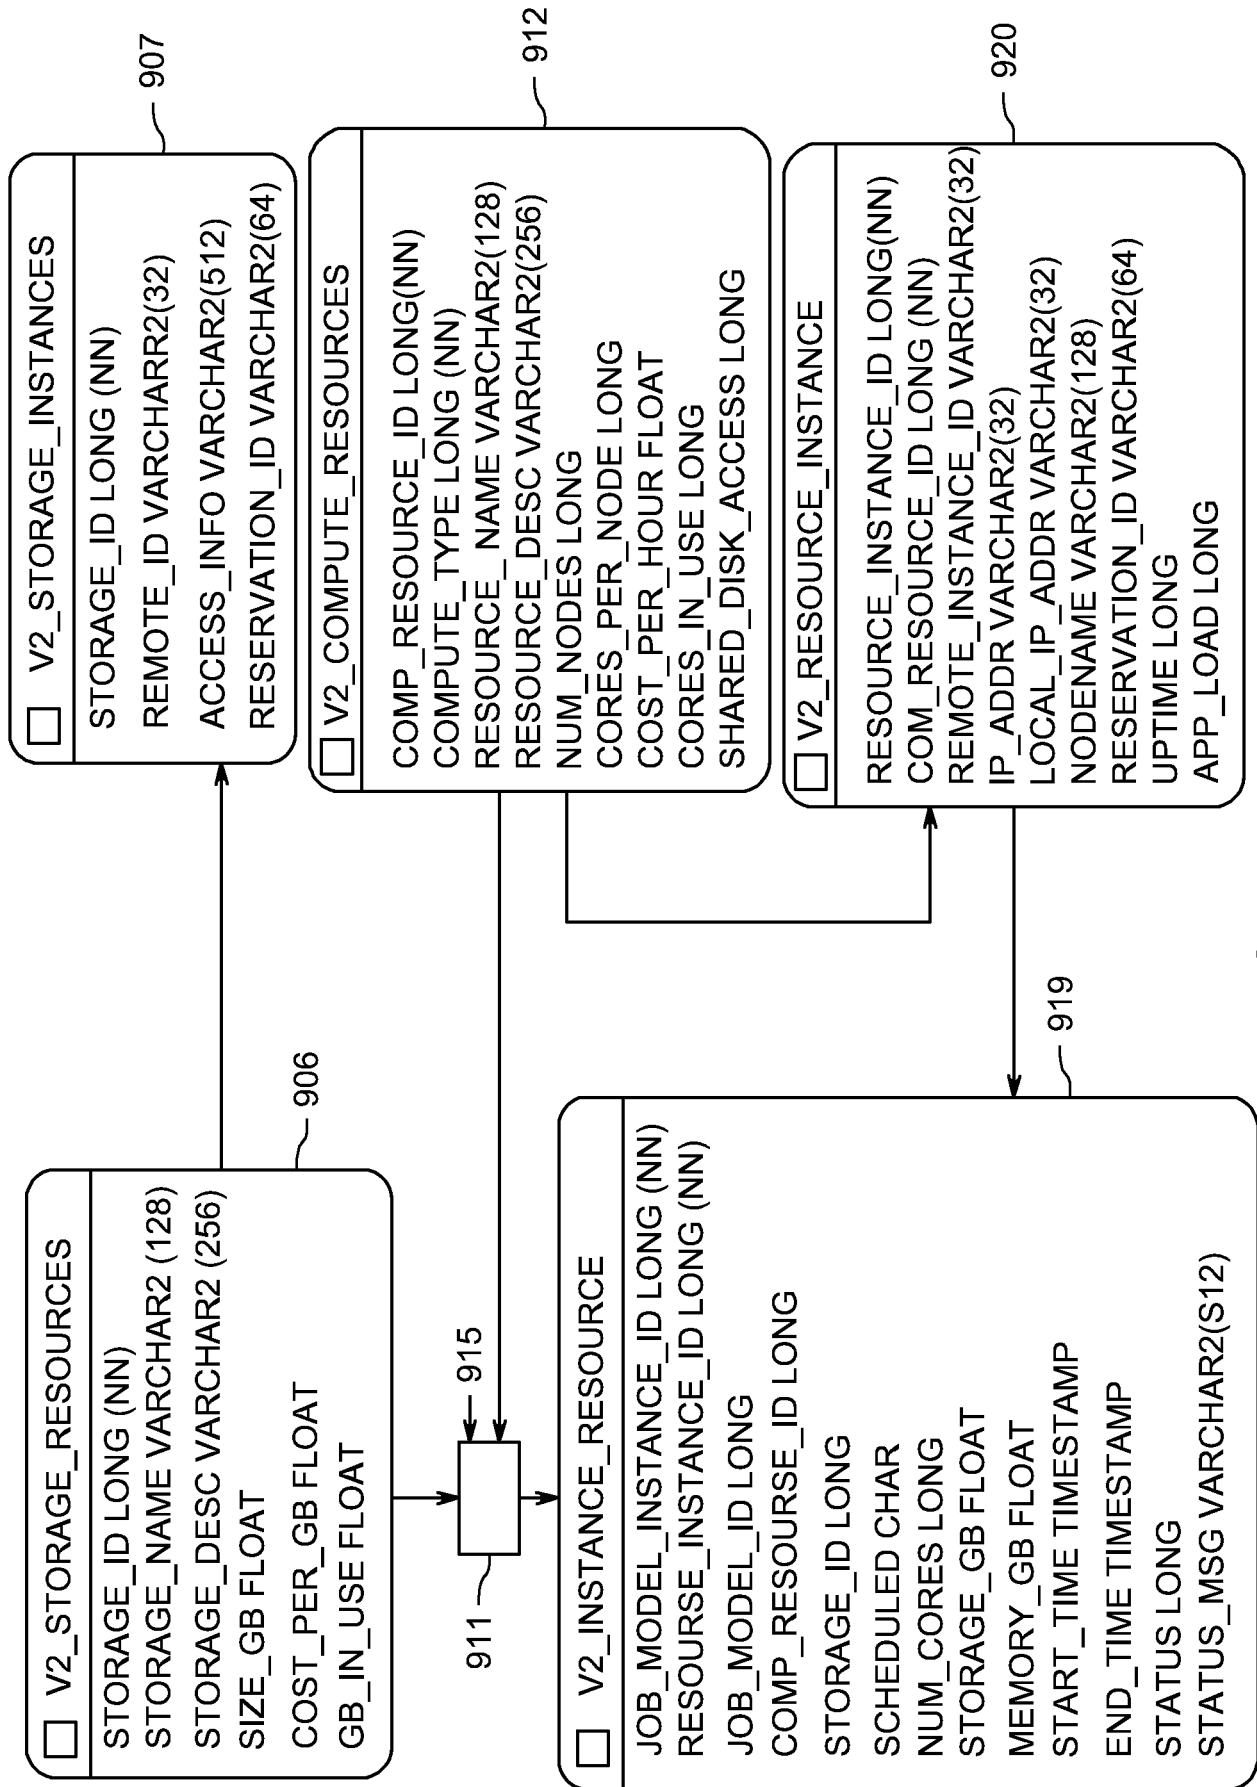 V2_STORAGE_RESOURCES
STORAGE_ID LONG (NN)
STORAGE_NAME VARCHAR2 (128)
STORAGE_DESC VARCHAR2 (256)
SIZE_GB FLOAT
COST_PER_GB FLOAT
GB_IN_USE FLOAT
906
V2_STORAGE_INSTANCES
STORAGE_ID LONG (NN)
REMOTE_ID VARCHARR2(32)
ACCESS_INFO VARCHAR2(512)
RESERVATION_ID VARCHAR2(64)
907
V2_COMPUTE_RESOURCES
COMP_RESOURCE_ID LONG(NN)
COMPUTE_TYPE LONG (NN)
RESOURCE_NAME VARCHAR2(128)
RESOURCE_DESC VARCHAR2(256)
NUM_NODES LONG
CORES_PER_NODE LONG
COST_PER_HOUR FLOAT
CORES_IN_USE LONG
SHARED_DISK_ACCESS LONG
912
911
915
V2_INSTANCE_RESOURCE
JOB_MODEL_INSTANCE_ID LONG (NN)
RESOURSE_INSTANCE_ID LONG (NN)
JOB_MODEL_ID LONG
COMP_RESOURSE_ID LONG
STORAGE_ID LONG
SCHEDULED CHAR
NUM_CORES LONG
STORAGE_GB FLOAT
MEMORY_GB FLOAT
START_TIME TIMESTAMP
END_TIME TIMESTAMP
STATUS LONG
STATUS_MSG VARCHAR2(S12)
919
V2_RESOURCE_INSTANCE
RESOURCE_INSTANCE_ID LONG(NN)
COM_RESOURCE_ID LONG (NN)
REMOTE_INSTANCE_ID VARCHAR2(32)
IP_ADDR VARCHAR2(32)
LOCAL_IP_ADDR VARCHAR2(32)
NODENAME VARCHAR2(128)
RESERVATION_ID VARCHAR2(64)
UPTIME LONG
APP_LOAD LONG
920